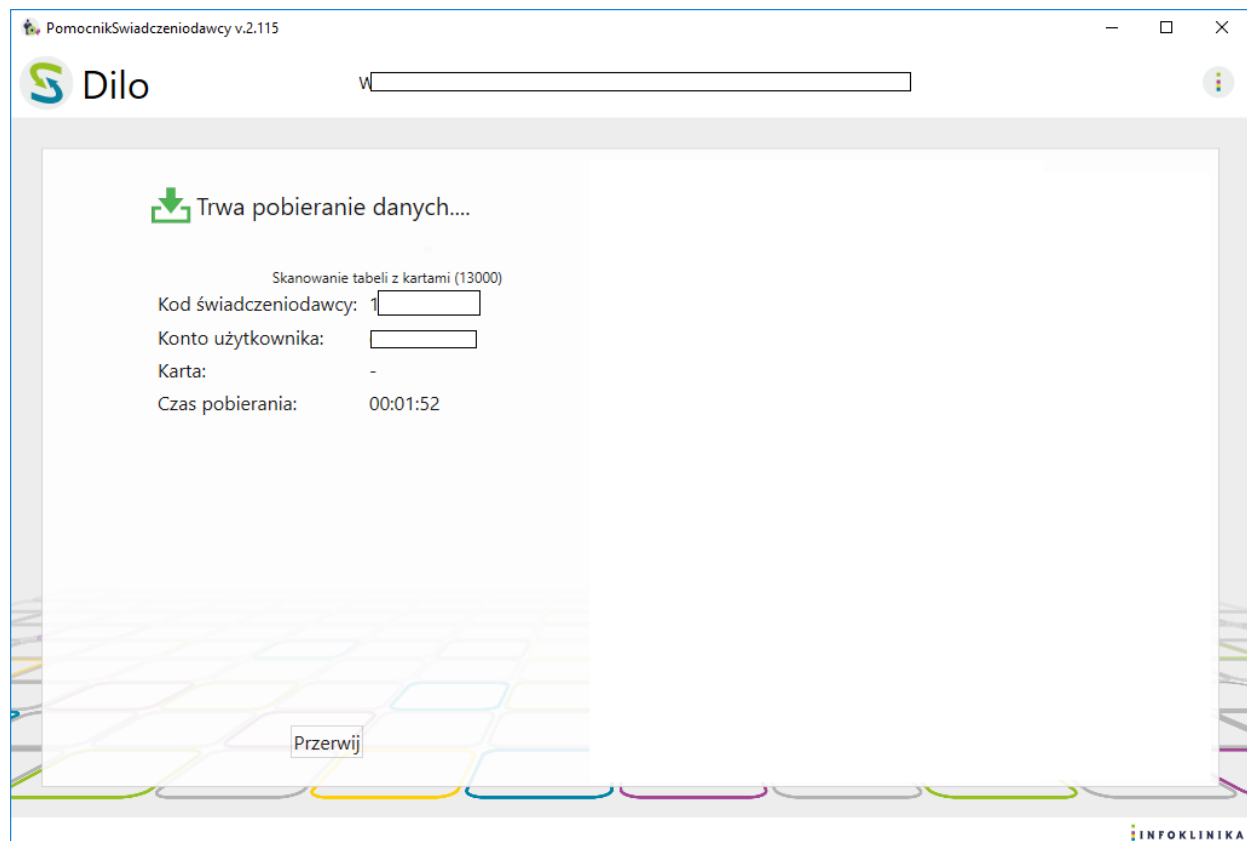 PomocnikSwiadczeniodawcy v.2.115
Dilo
W
Trwa pobieranie danych....
Skanowanie tabeli z kartami (13000)
Kod świadczeniodawcy: 1
Konto użytkownika:
Karta: -
Czas pobierania: 00:01:52
Przerwij
INFOKLINIKA